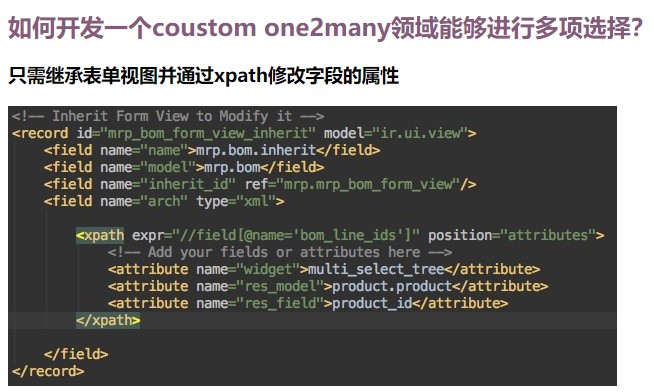 如何开发一个coustom one2many领域能够进行多项选择？
只需继承表单视图并通过xpath修改字段的属性
<!-- Inherit Form View to Modify it -->
<record id="mrp_bom_form_view_inherit" model="ir.ui.view">
    <field name="name">mrp.bom.inherit</field>
    <field name="model">mrp.bom</field>
    <field name="inherit_id" ref="mrp.mrp_bom_form_view"/>
    <field name="arch" type="xml">
        <xpath expr="//field[@name='bom_line_ids']" position="attributes">
            <!-- Add your fields or attributes here -->
            <attribute name="widget">multi_select_tree</attribute>
            <attribute name="res_model">product.product</attribute>
            <attribute name="res_field">product_id</attribute>
        </xpath>
    </field>
</record>